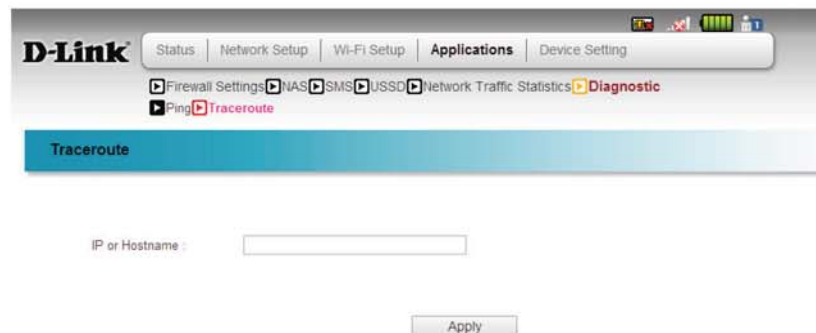 D-Link
Status | Network Setup | Wi-Fi Setup | Applications | Device Setting
Firewall Settings NAS SMS USSD Network Traffic Statistics Diagnostic
Ping Traceroute
Traceroute
IP or Hostname :
Apply